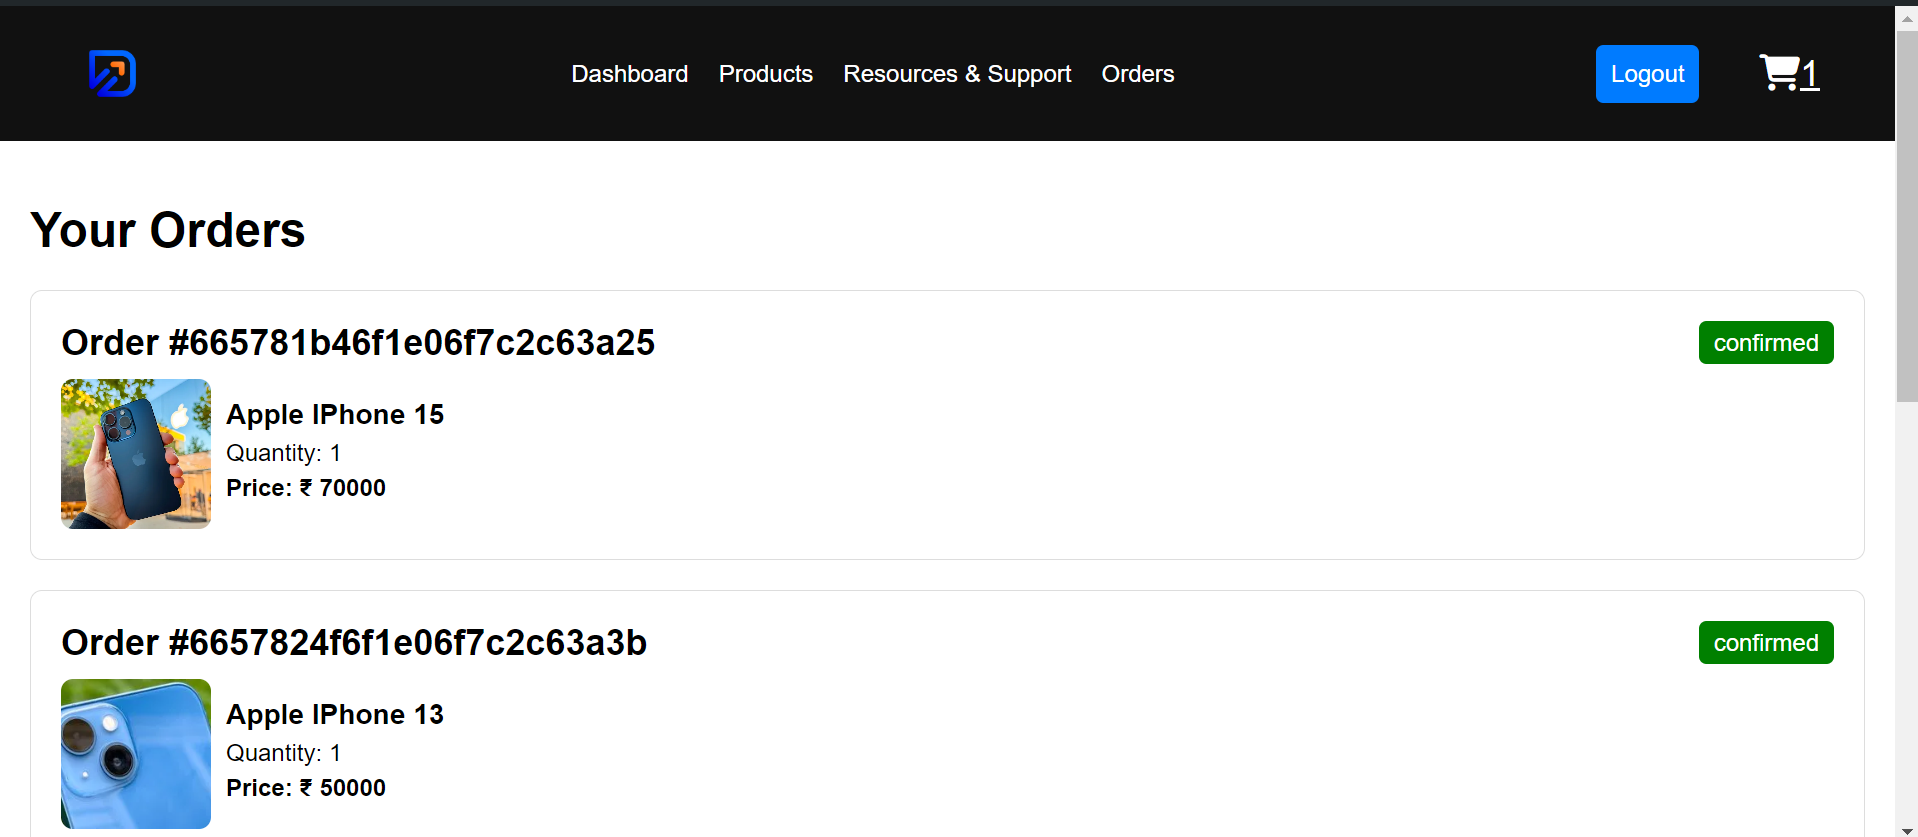 Dashboard Products Resources & Support Orders Logout 1
Your Orders
Order #665781b46f1e06f7c2c63a25 confirmed
Apple IPhone 15
Quantity: 1
Price: ₹ 70000
Order #6657824f6f1e06f7c2c63a3b confirmed
Apple IPhone 13
Quantity: 1
Price: ₹ 50000